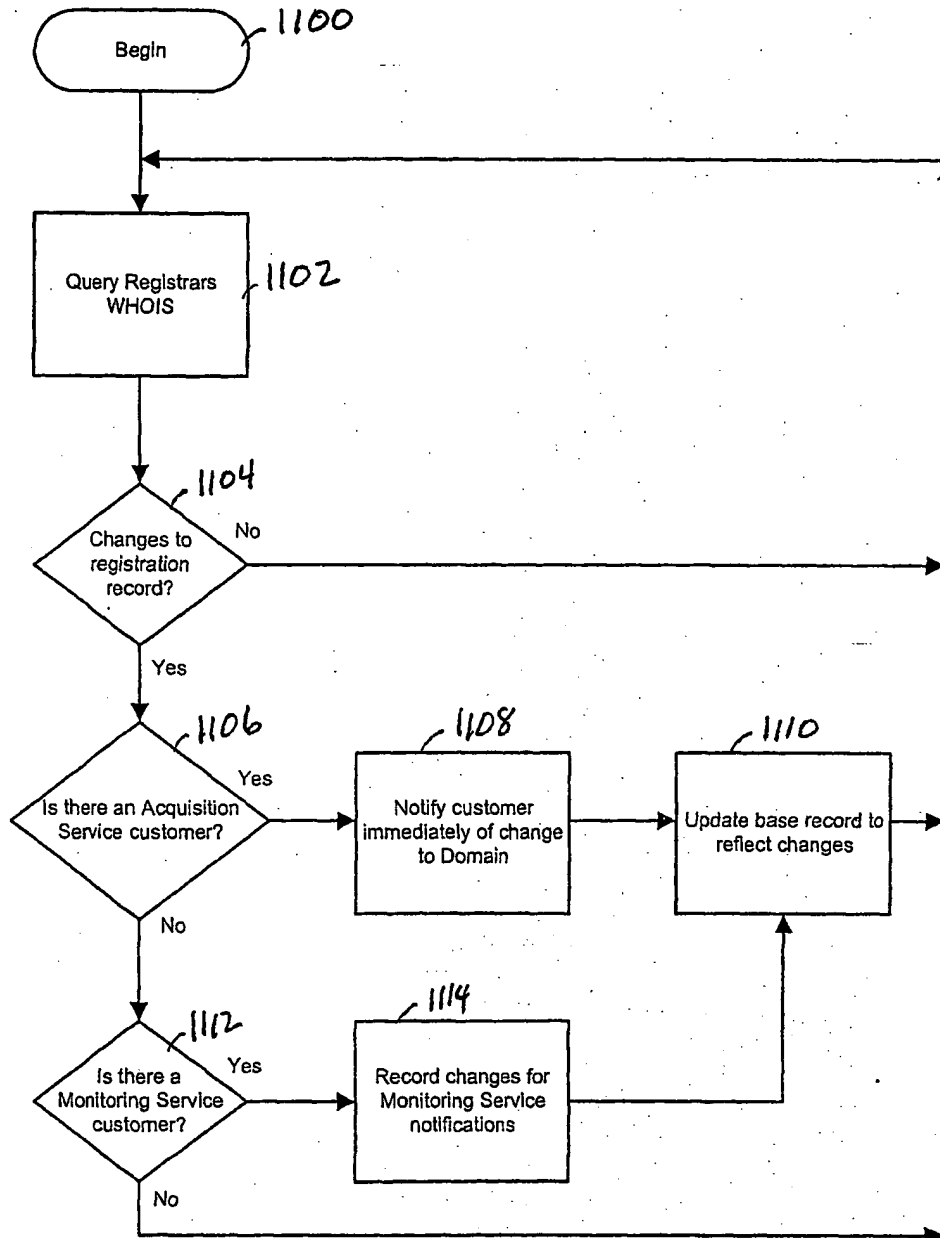 Begin
1100
Query Registrars
WHOIS
1102
1104
Changes to
registration
record?
No
Yes
1106
Is there an Acquisition
Service customer?
Yes
1108
Notify customer
immediately of change
to Domain
1110
Update base record to
reflect changes
No
1112
Is there a
Monitoring Service
customer?
Yes
1114
Record changes for
Monitoring Service
notifications
No